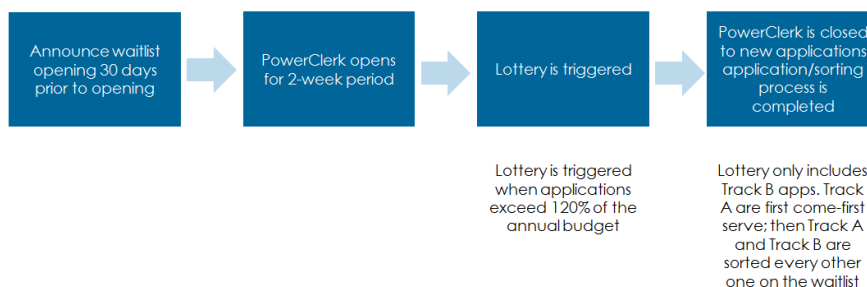 Announce waitlist
opening 30 days
prior to opening
PowerClerk opens
for 2-week period
Lottery is triggered
PowerClerk is closed
to new applications
application/sorting
process is
completed
Lottery is triggered
when applications
exceed 120% of the
annual budget
Lottery only includes
Track B apps. Track
A are first come-first
serve; then Track A
and Track B are
sorted every other
one on the waitlist